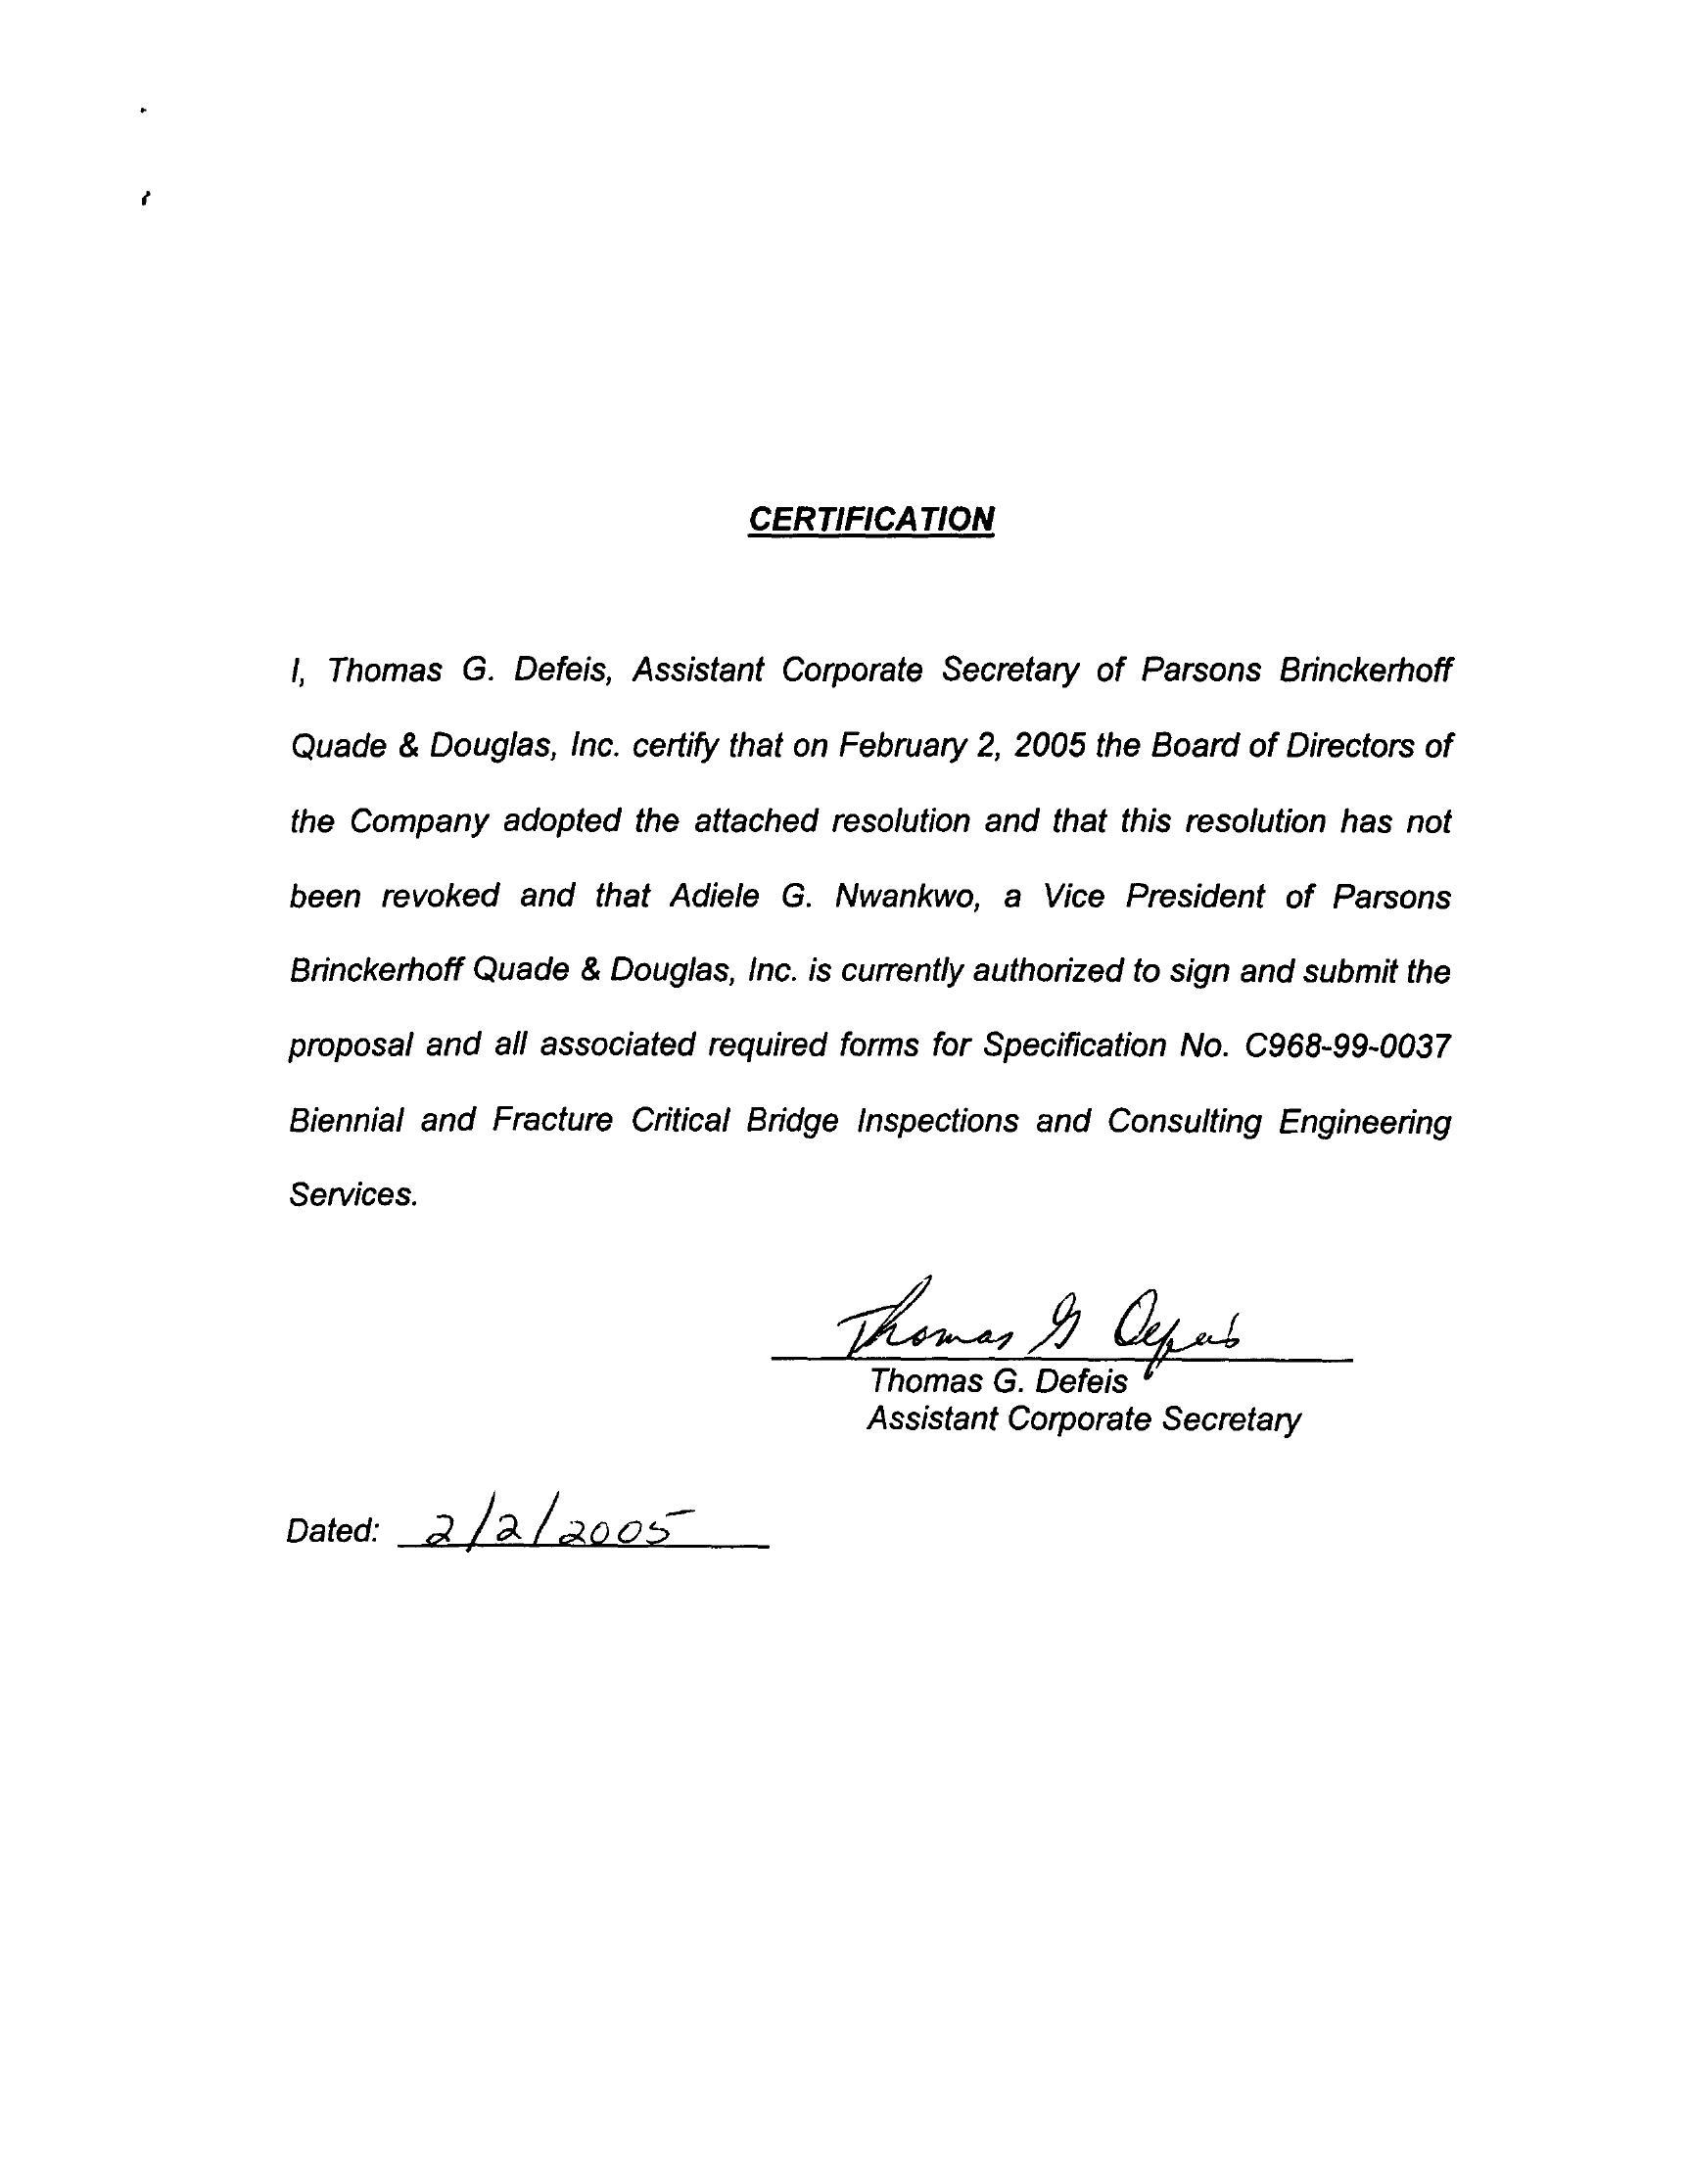 CERTIFICATION
I, Thomas G. Defeis, Assistant Corporate Secretary of Parsons Brinckerhoff
Quade & Douglas, Inc. certify that on February 2, 2005 the Board of Directors of
the Company adopted the attached resolution and that this resolution has not
been revoked and that Adiele G. Nwankwo, a Vice President of Parsons
Brinckerhoff Quade & Douglas, Inc. is currently authorized to sign and submit the
proposal and all associated required forms for Specification No. C968-99-0037
Biennial and Fracture Critical Bridge Inspections and Consulting Engineering
Services.
Thomas G Defeis
Thomas G. Defeis
Assistant Corporate Secretary
Dated: 2/2/2005